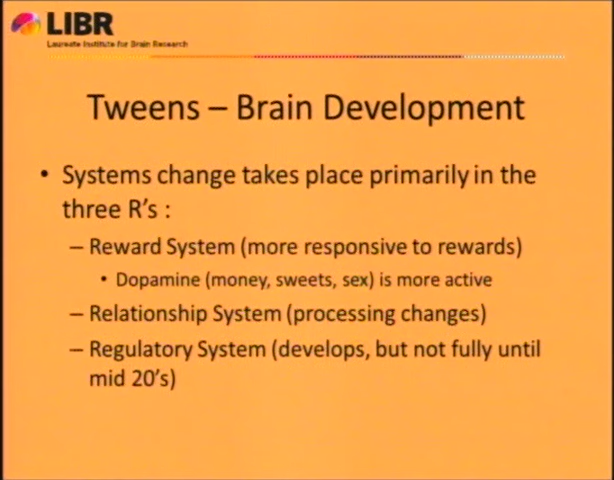 LIBR
Laureate Institute for Brain Research
Tweens – Brain Development
• Systems change takes place primarily in the
three R's :
– Reward System (more responsive to rewards)
• Dopamine (money, sweets, sex) is more active
– Relationship System (processing changes)
– Regulatory System (develops, but not fully until
mid 20's)